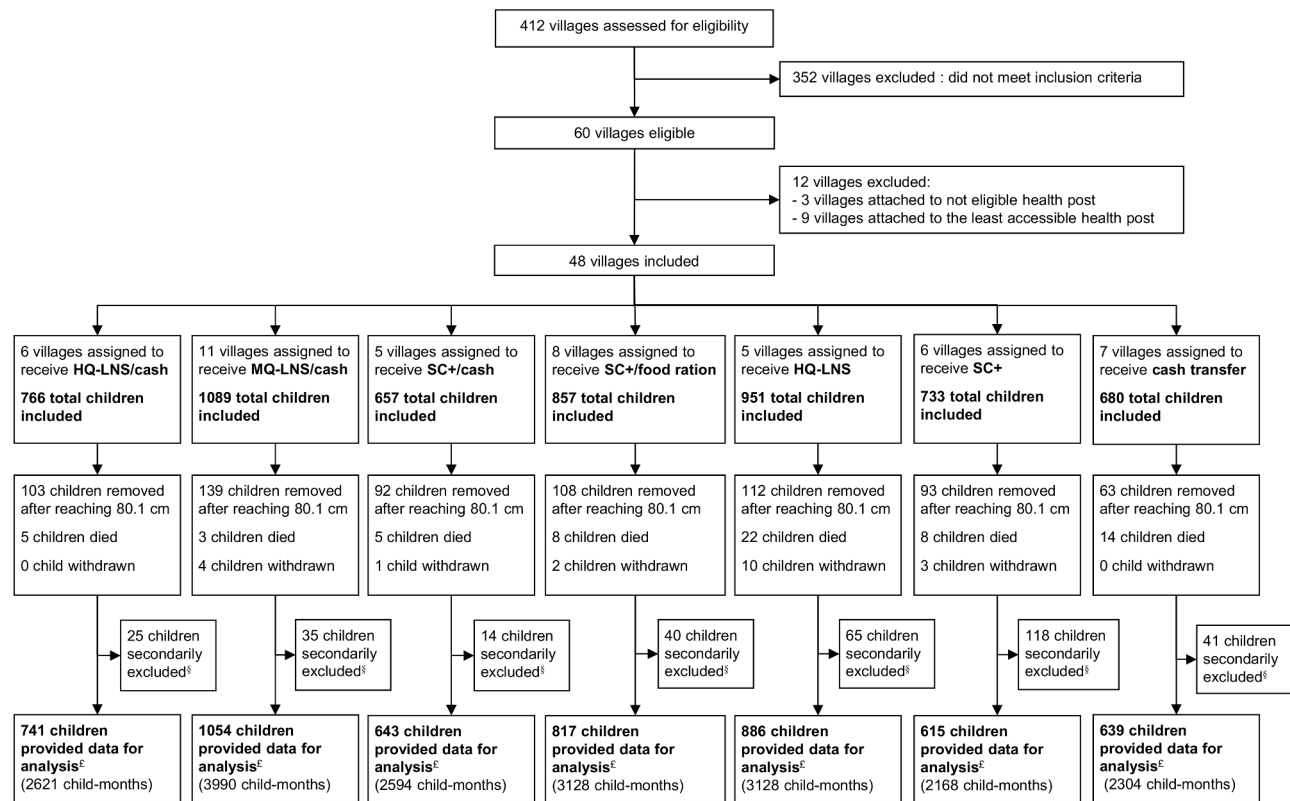 412 villages assessed for eligibility
352 villages excluded : did not meet inclusion criteria
60 villages eligible
12 villages excluded:
- 3 villages attached to not eligible health post
- 9 villages attached to the least accessible health post
48 villages included
6 villages assigned to
receive HQ-LNS/cash
766 total children
included
11 villages assigned to
receive MQ-LNS/cash
1089 total children
included
5 villages assigned to
receive SC+/cash
657 total children
included
8 villages assigned to
receive SC+/food ration
857 total children
included
5 villages assigned to
receive HQ-LNS
951 total children
included
6 villages assigned to
receive SC+
733 total children
included
7 villages assigned to
receive cash transfer
680 total children
included
103 children removed
after reaching 80.1 cm
5 children died
0 child withdrawn
139 children removed
after reaching 80.1 cm
3 children died
4 children withdrawn
92 children removed
after reaching 80.1 cm
5 children died
1 child withdrawn
108 children removed
after reaching 80.1 cm
8 children died
2 children withdrawn
112 children removed
after reaching 80.1 cm
22 children died
10 children withdrawn
93 children removed
after reaching 80.1 cm
8 children died
3 children withdrawn
63 children removed
after reaching 80.1 cm
14 children died
0 child withdrawn
25 children
secondarily
excluded§
35 children
secondarily
excluded§
14 children
secondarily
excluded§
40 children
secondarily
excluded§
65 children
secondarily
excluded§
118 children
secondarily
excluded§
41 children
secondarily
excluded§
741 children
provided data for
analysis£
(2621 child-months)
1054 children
provided data for
analysis£
(3990 child-months)
643 children
provided data for
analysis£
(2594 child-months)
817 children
provided data for
analysis£
(3128 child-months)
886 children
provided data for
analysis£
(3128 child-months)
615 children
provided data for
analysis£
(2168 child-months)
639 children
provided data for
analysis£
(2304 child-months)